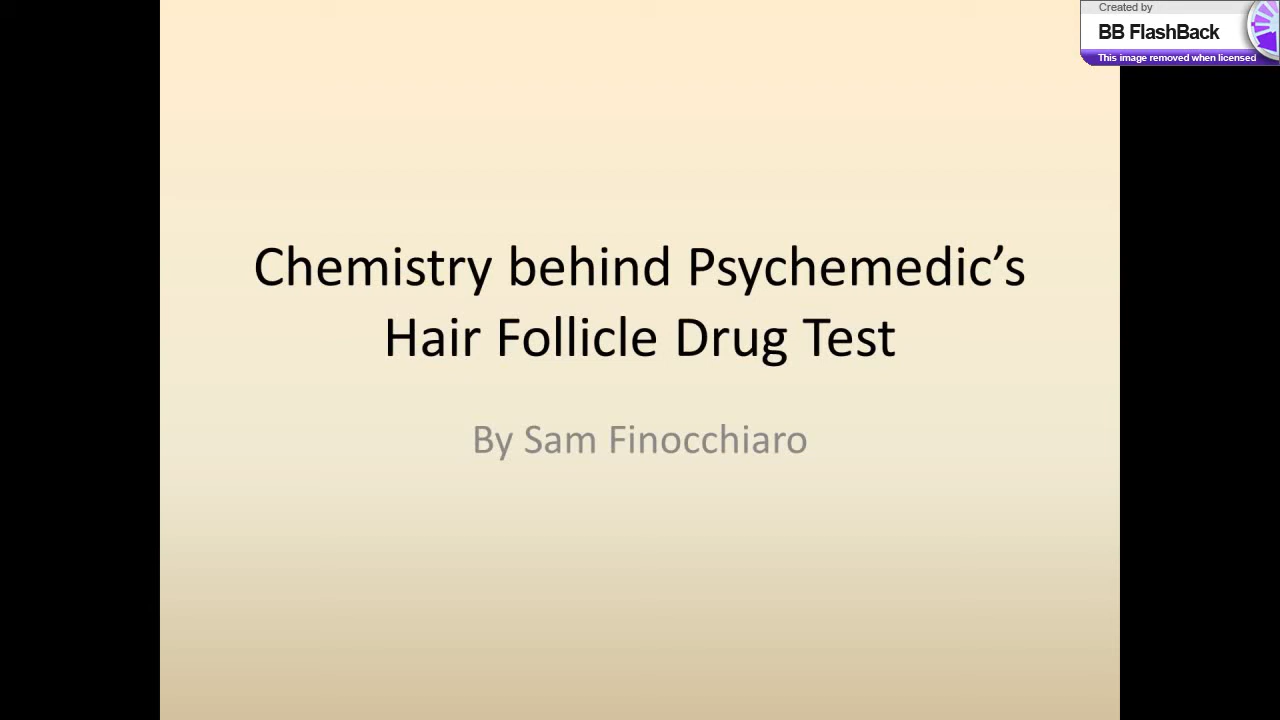 Created by
BB FlashBack
This image removed when licensed
Chemistry behind Psychemedic’s
Hair Follicle Drug Test
By Sam Finocchiaro